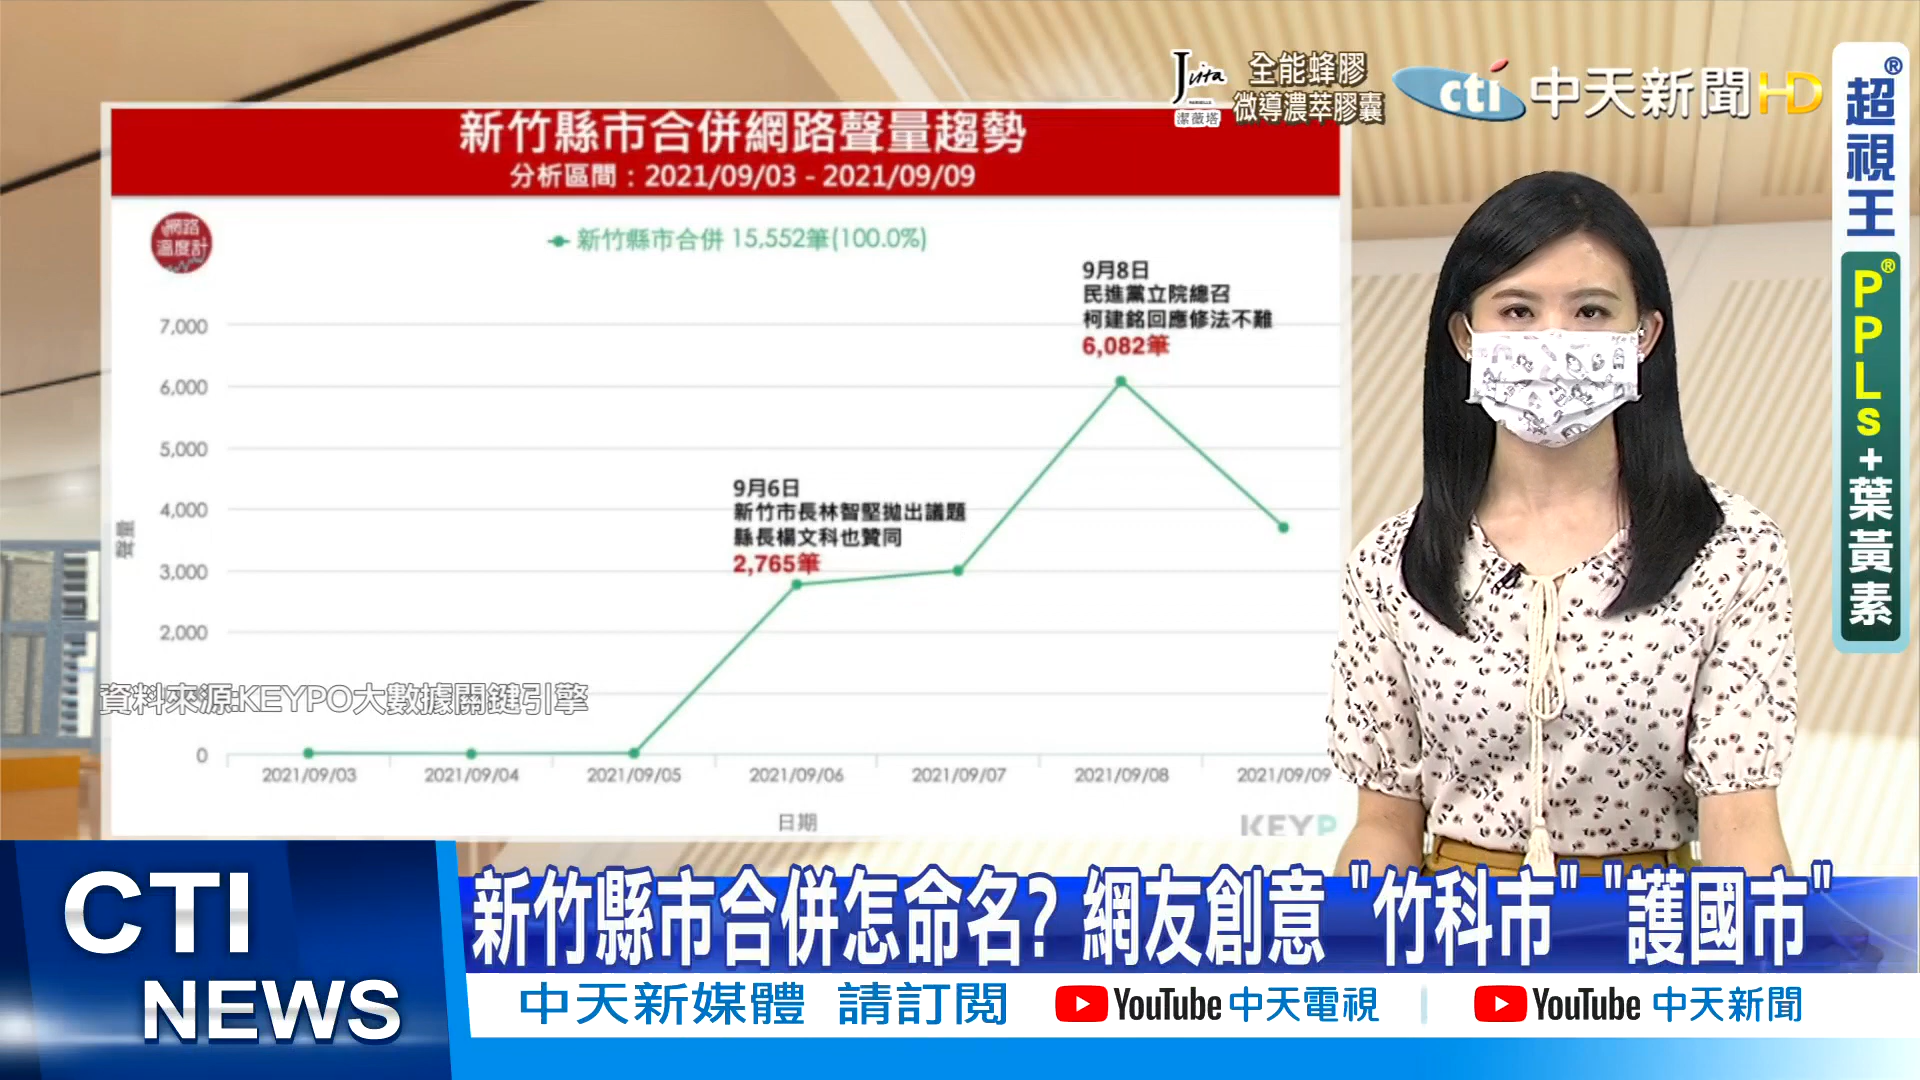 新竹縣市合併網路聲量趨勢
分析區間：2021/09/03 - 2021/09/09
網路
溫度計
新竹縣市合併 15,552筆(100.0%)
9月8日
民進黨立院總召
柯建銘回應修法不難
6,082筆
9月6日
新竹市長林智堅拋出議題
縣長楊文科也贊同
2,765筆
7,000
6,000
5,000
4,000
3,000
2,000
0
聲量
資料來源:KEYPO大數據關鍵引擎
2021/09/03
2021/09/04
2021/09/05
2021/09/06
2021/09/07
2021/09/08
2021/09/09
日期
KEYP
Jvita
潔薇塔
全能蜂膠
微導濃萃膠囊
cti 中天新聞HD
超視王®
PPLs®+葉黃素
CTI
NEWS
新竹縣市合併怎命名? 網友創意 "竹科市" "護國市"
中天新媒體 請訂閱 YouTube 中天電視 | YouTube 中天新聞